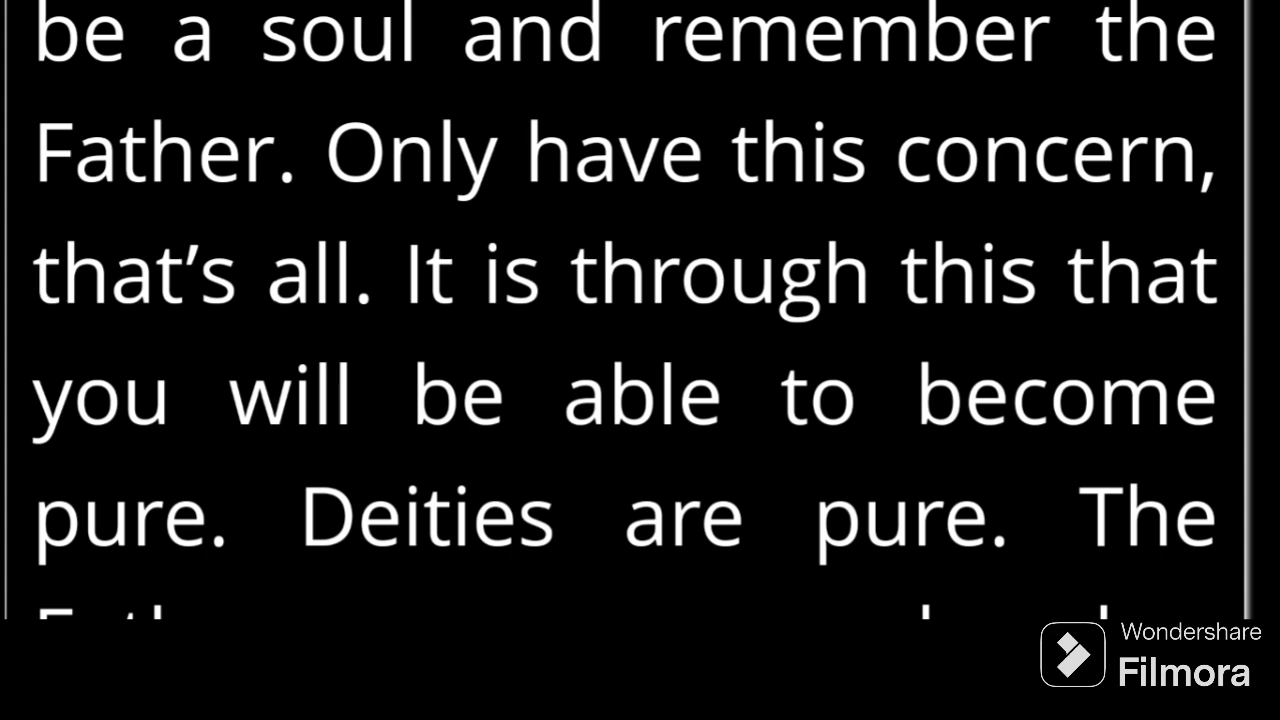 be a soul and remember the
Father. Only have this concern,
that’s all. It is through this that
you will be able to become
pure. Deities are pure. The
Wondershare
Filmora